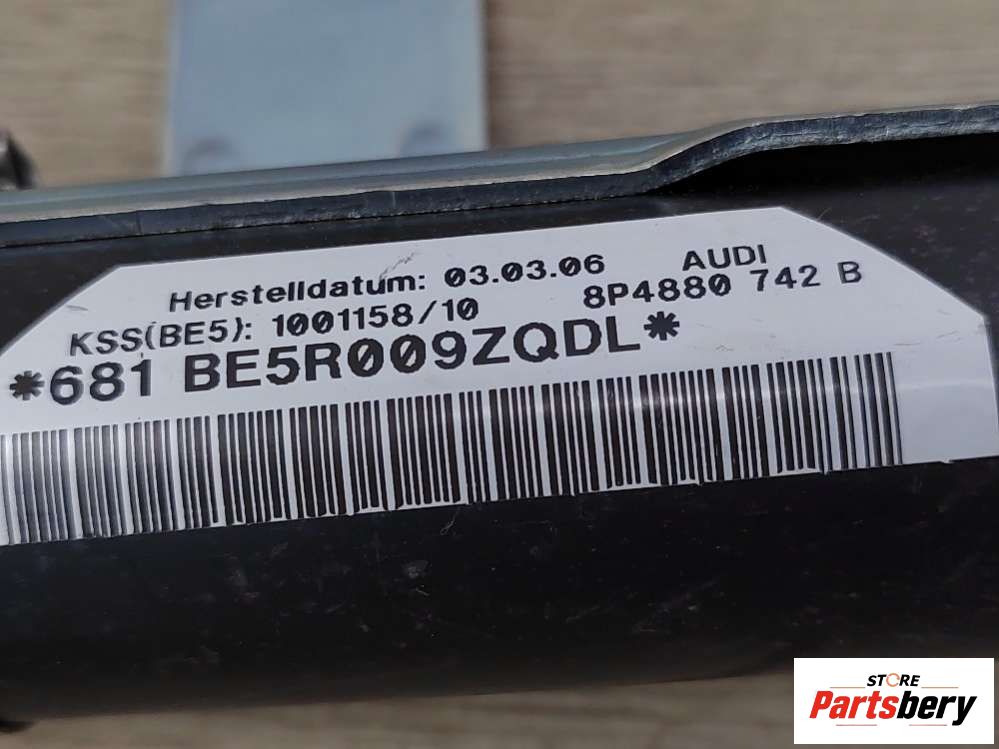 Herstelldatum: 03.03.06 AUDI
KSS(BE5): 1001158/10 8P4880 742 B
*681 BE5R009ZQDL*
STORE
Partsbery